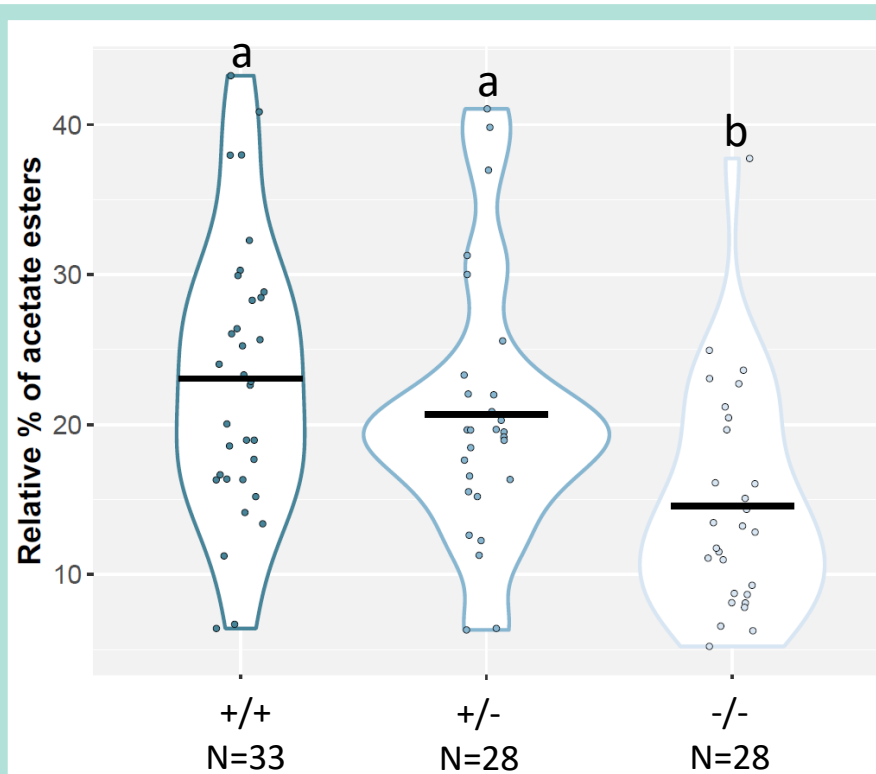 a
a
b
40
30
20
10
Relative % of acetate esters
+/+
+/-
-/-
N=33
N=28
N=28